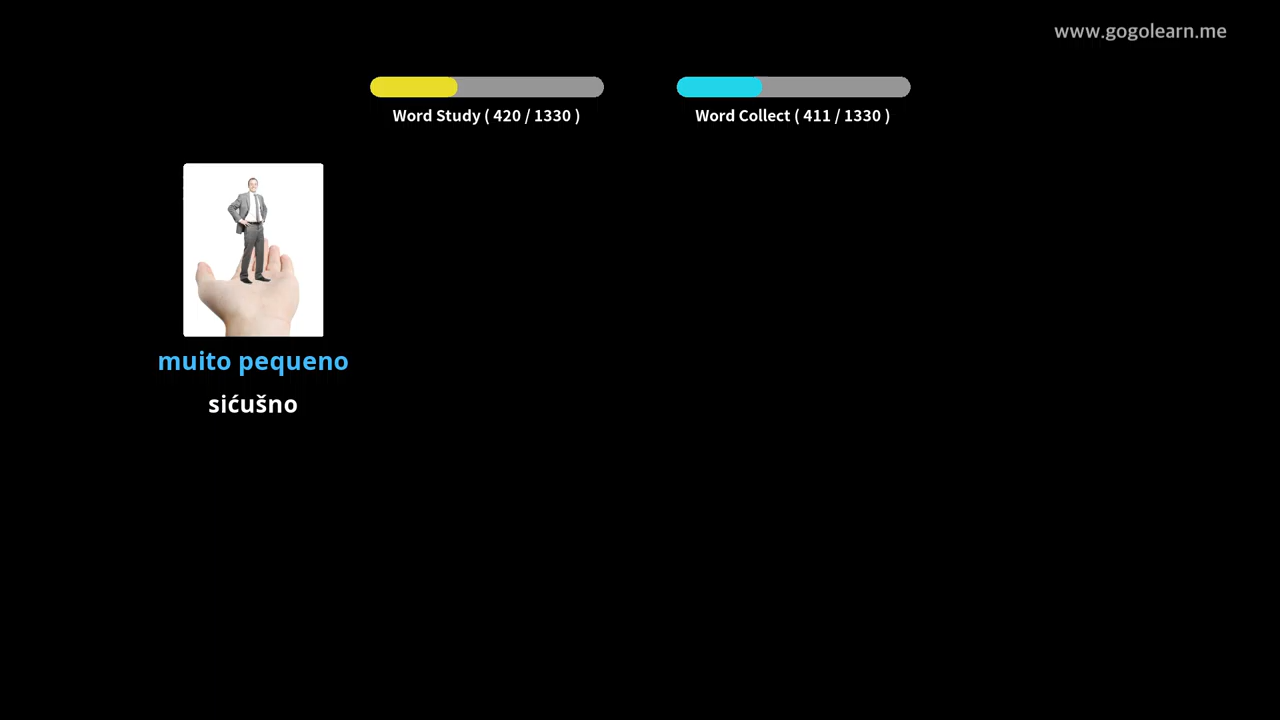 www.gogolearn.me
Word Study ( 420 / 1330 )
Word Collect ( 411 / 1330 )
muito pequeno
sićušno